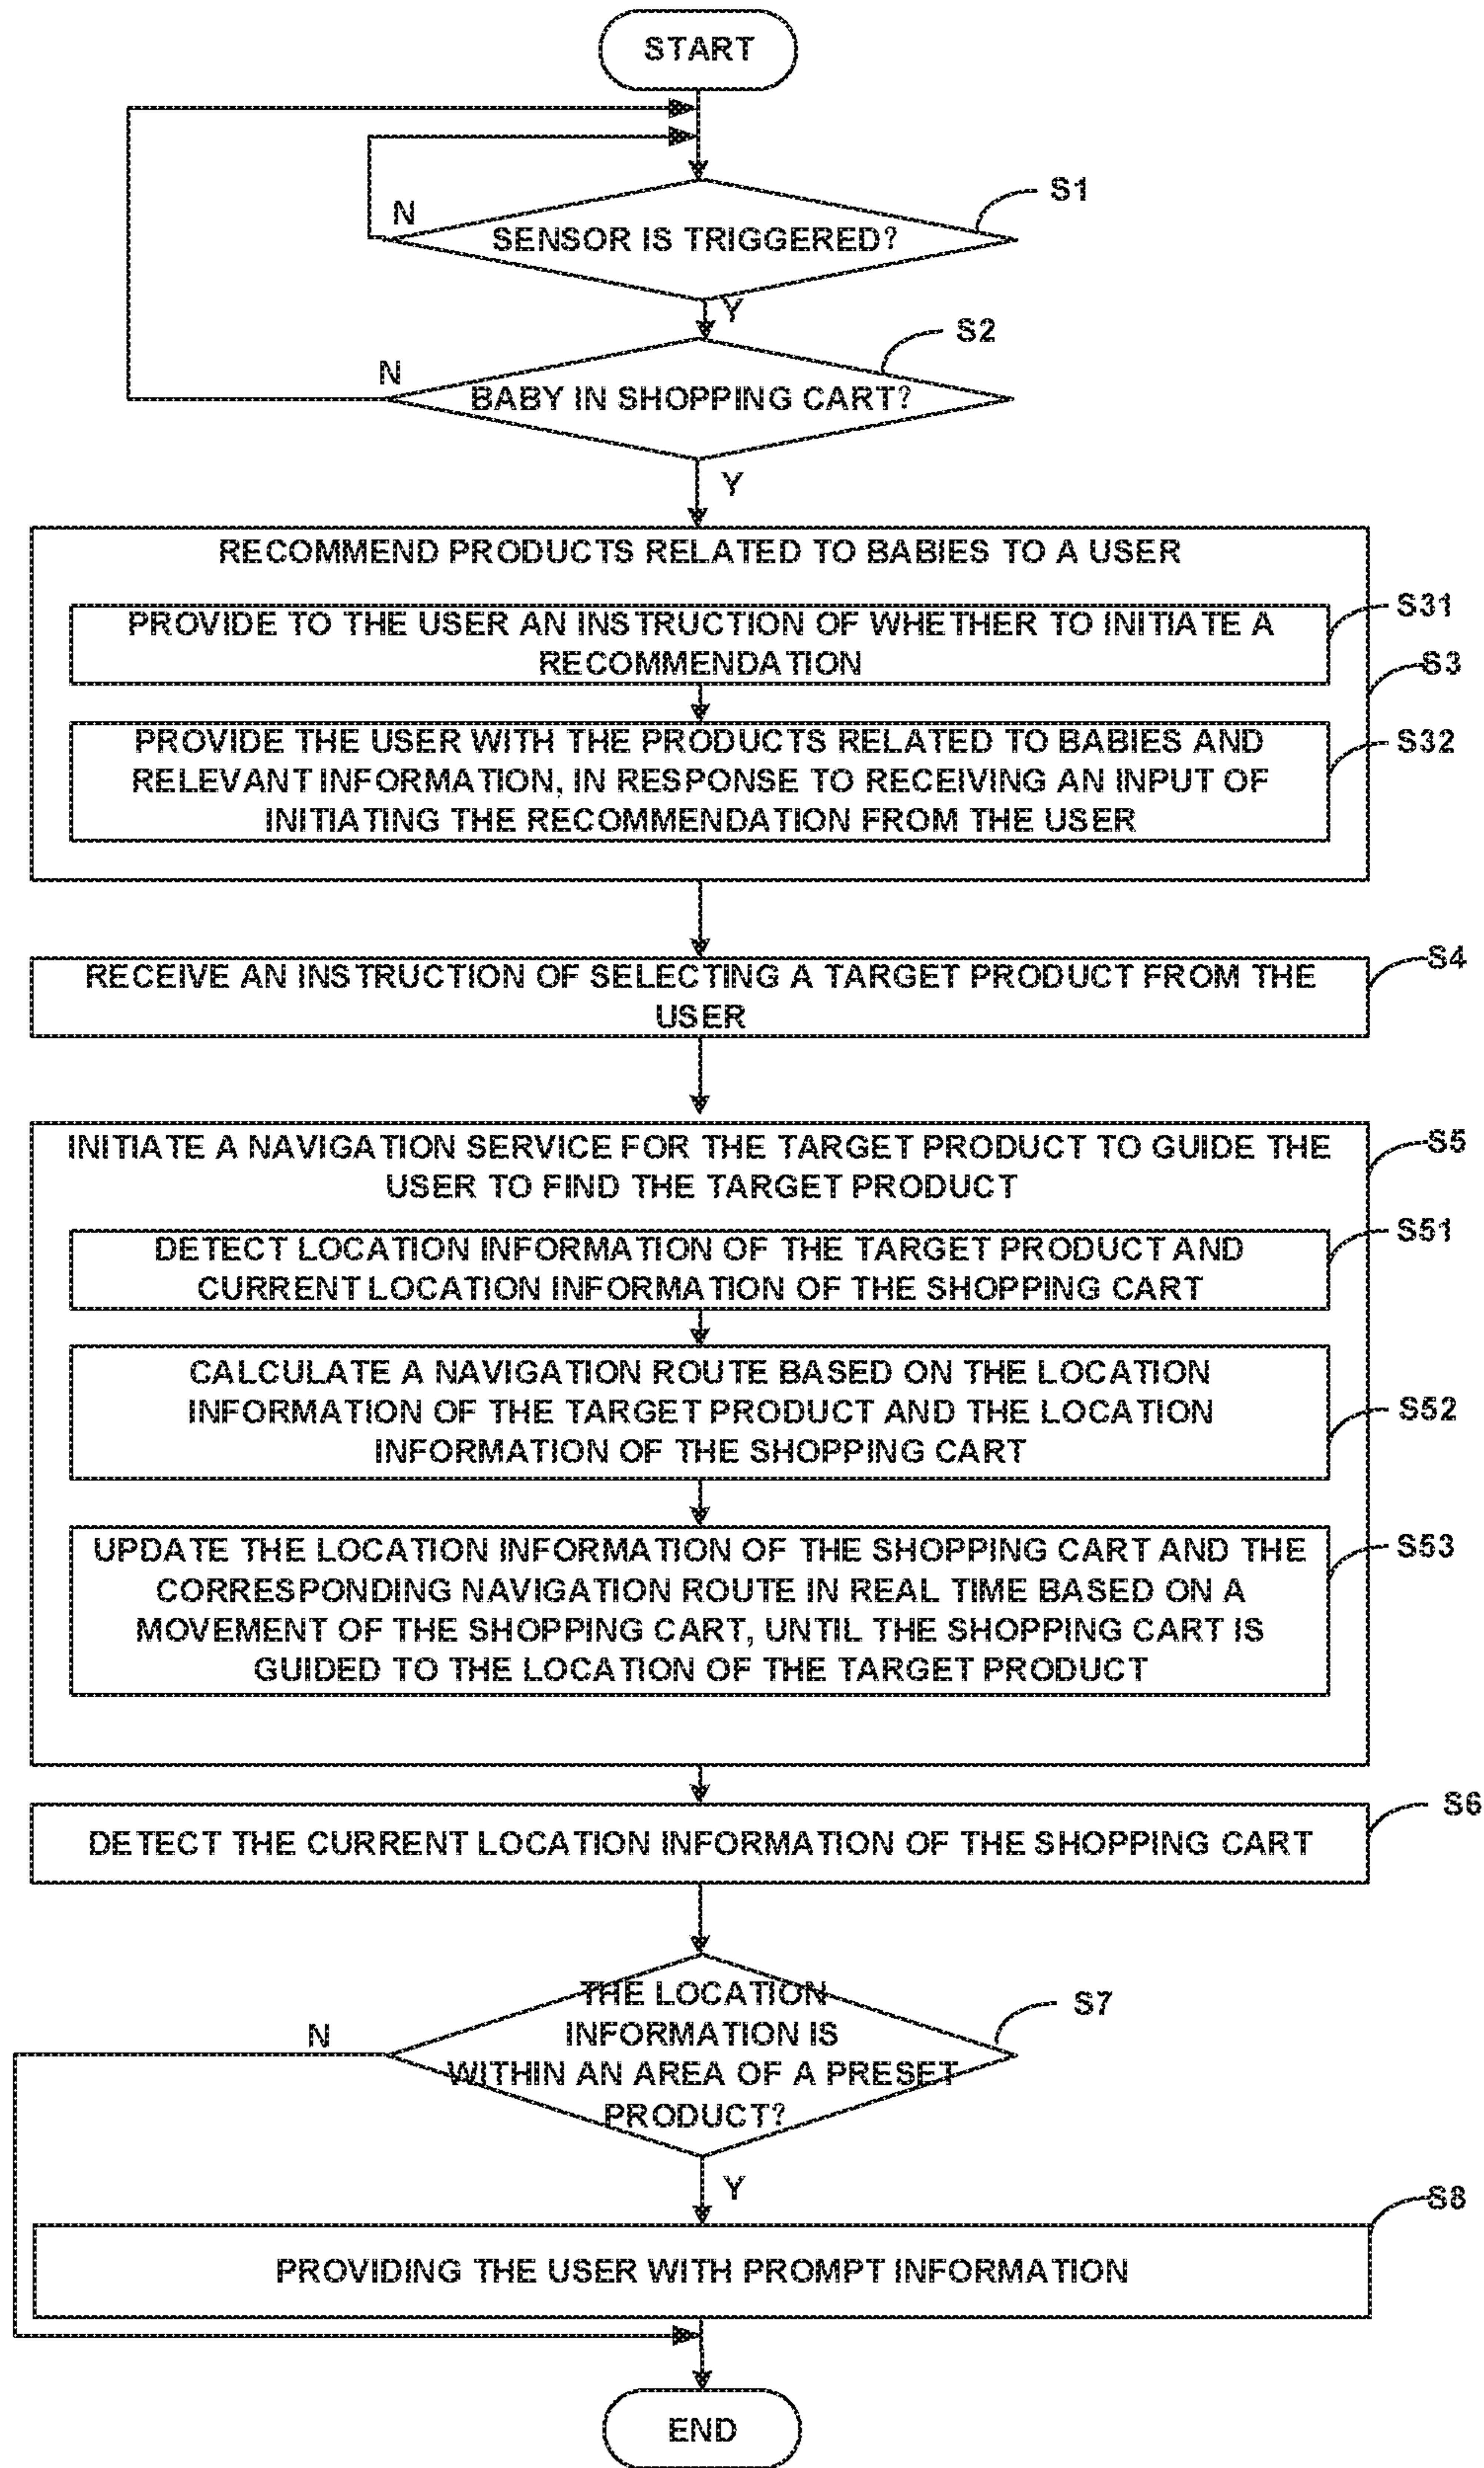 START
S1
N
SENSOR IS TRIGGERED?
Y
S2
N
BABY IN SHOPPING CART?
Y
RECOMMEND PRODUCTS RELATED TO BABIES TO A USER
S31
PROVIDE TO THE USER AN INSTRUCTION OF WHETHER TO INITIATE A
RECOMMENDATION
S3
PROVIDE THE USER WITH THE PRODUCTS RELATED TO BABIES AND
S32
RELEVANT INFORMATION, IN RESPONSE TO RECEIVING AN INPUT OF
INITIATING THE RECOMMENDATION FROM THE USER
S4
RECEIVE AN INSTRUCTION OF SELECTING A TARGET PRODUCT FROM THE
USER
S5
INITIATE A NAVIGATION SERVICE FOR THE TARGET PRODUCT TO GUIDE THE
USER TO FIND THE TARGET PRODUCT
S51
DETECT LOCATION INFORMATION OF THE TARGET PRODUCT AND
CURRENT LOCATION INFORMATION OF THE SHOPPING CART
CALCULATE A NAVIGATION ROUTE BASED ON THE LOCATION
INFORMATION OF THE TARGET PRODUCT AND THE LOCATION
S52
INFORMATION OF THE SHOPPING CART
UPDATE THE LOCATION INFORMATION OF THE SHOPPING CART AND THE
S53
CORRESPONDING NAVIGATION ROUTE IN REAL TIME BASED ON A
MOVEMENT OF THE SHOPPING CART, UNTIL THE SHOPPING CART IS
GUIDED TO THE LOCATION OF THE TARGET PRODUCT
S6
DETECT THE CURRENT LOCATION INFORMATION OF THE SHOPPING CART
THE LOCATION
S7
INFORMATION IS
N
WITHIN AN AREA OF A PRESET
PRODUCT?
Y
S8
PROVIDING THE USER WITH PROMPT INFORMATION
END